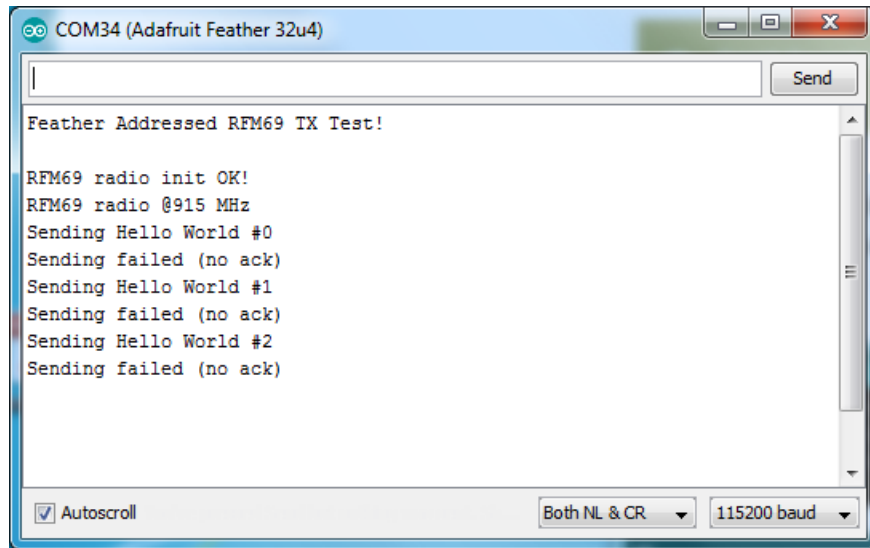 COM34 (Adafruit Feather 32u4)
Send
Feather Addressed RFM69 TX Test!
RFM69 radio init OK!
RFM69 radio @915 MHz
Sending Hello World #0
Sending failed (no ack)
Sending Hello World #1
Sending failed (no ack)
Sending Hello World #2
Sending failed (no ack)
Autoscroll Both NL & CR 115200 baud